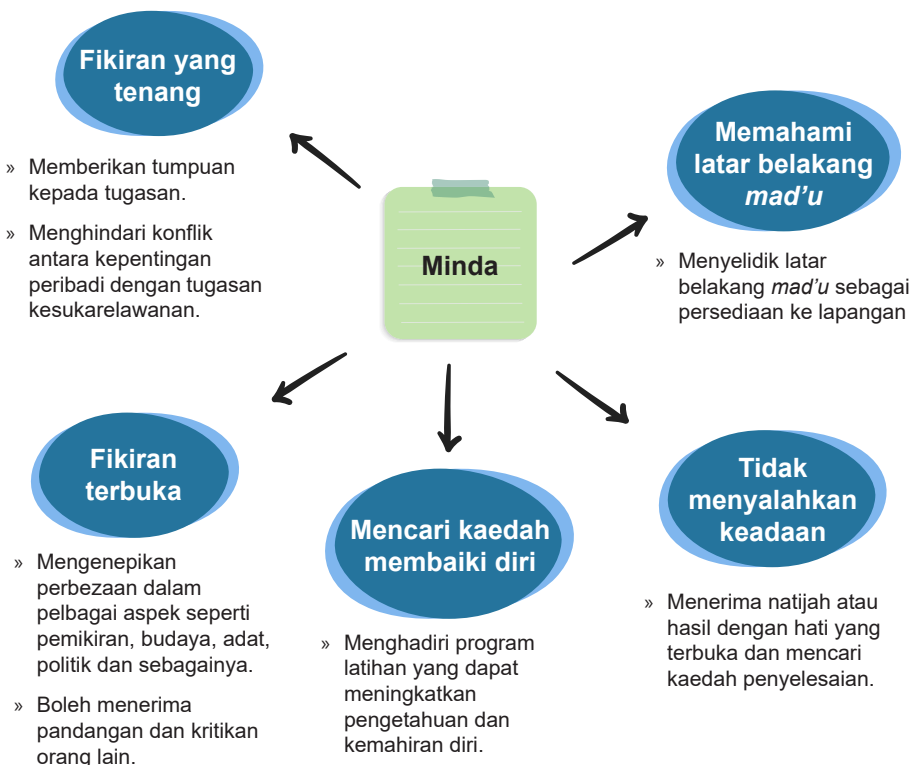 Fikiran yang
tenang
» Memberikan tumpuan
kepada tugasan.
» Menghindari konflik
antara kepentingan
peribadi dengan tugasan
kesukarelawanan.
Minda
Memahami
latar belakang
mad'u
» Menyelidik latar
belakang mad'u sebagai
persediaan ke lapangan
Fikiran
terbuka
» Mengenepikan
perbezaan dalam
pelbagai aspek seperti
pemikiran, budaya, adat,
politik dan sebagainya.
» Boleh menerima
pandangan dan kritikan
orang lain.
Mencari kaedah
membaiki diri
» Menghadiri program
latihan yang dapat
meningkatkan
pengetahuan dan
kemahiran diri.
Tidak
menyalahkan
keadaan
» Menerima natijah atau
hasil dengan hati yang
terbuka dan mencari
kaedah penyelesaian.